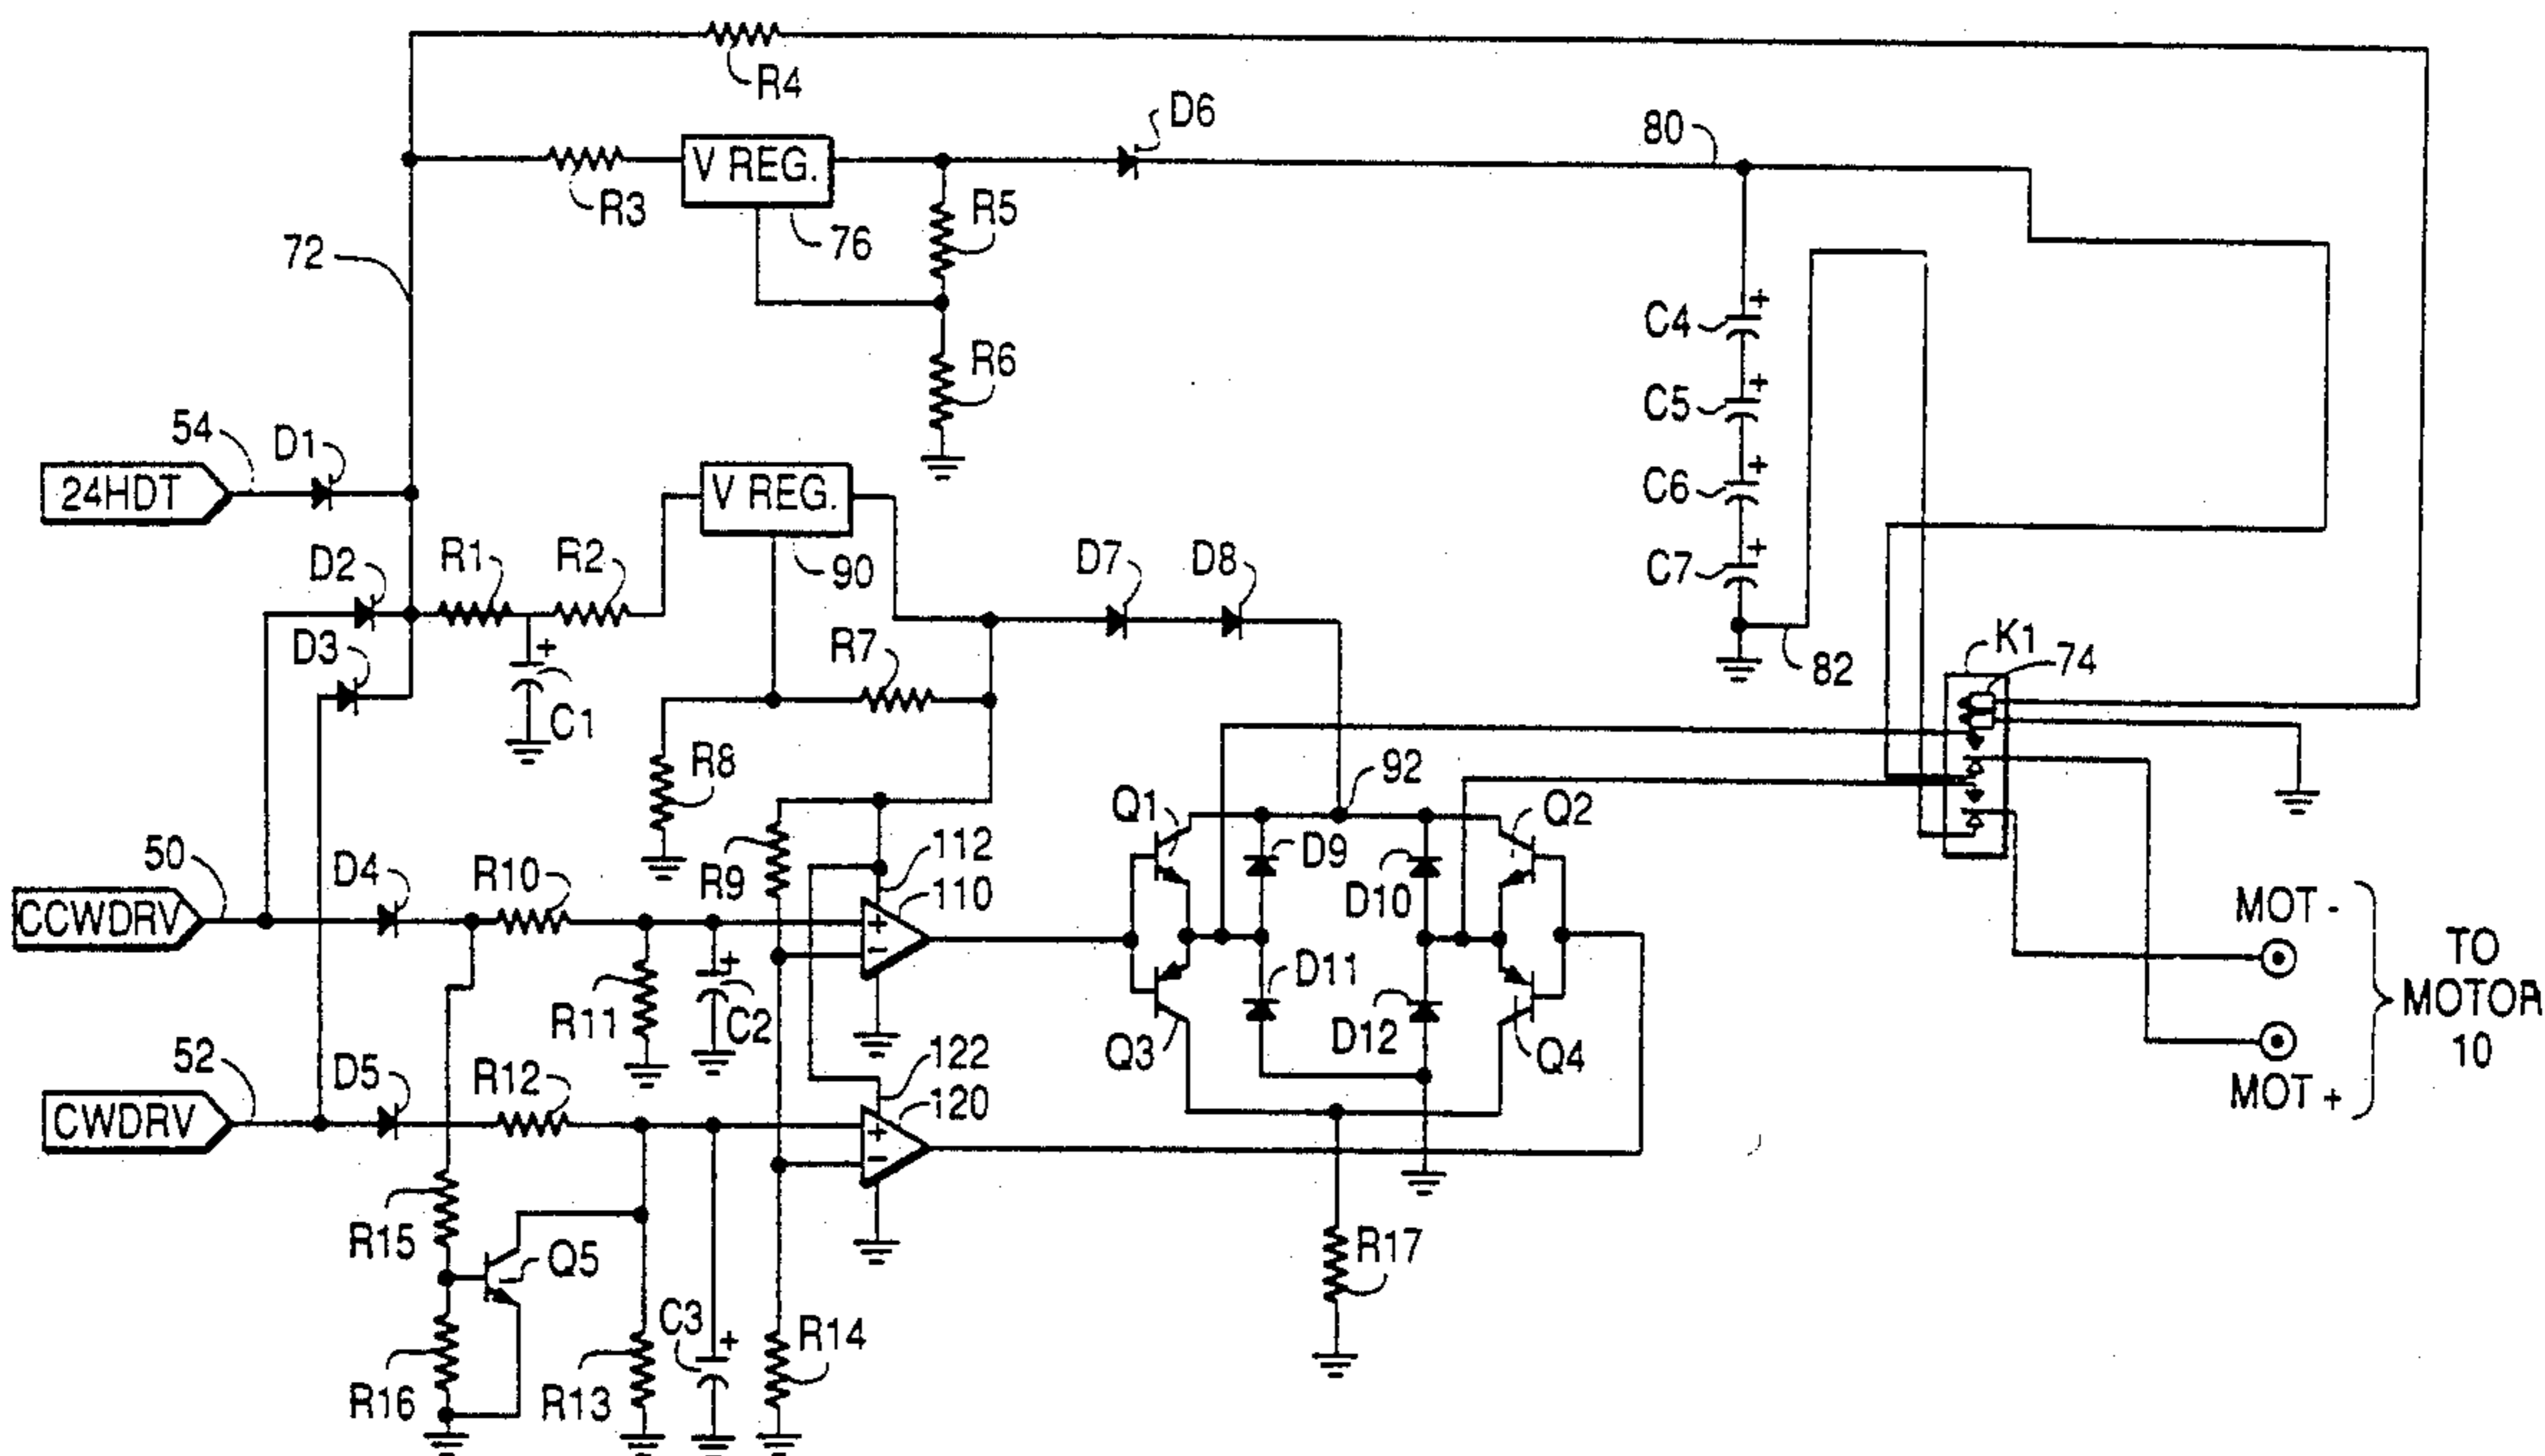 R4
D6
80
V REG.
R3
76
R5
72
R6
C4 +
C5 +
C6 +
C7 +
54
D1
24HDT
V REG.
90
D2
R1
R2
D7
D8
D3
+
C1
R7
82
K1
74
R8
92
50
D4
R10
R9
112
110
Q1
D9
D10
Q2
CCWDRV
+
-
+
R11
C2
D11
D12
Q3
Q4
MOT -
TO
MOTOR
10
MOT +
52
D5
R12
122
120
CWDRV
+
-
R15
Q5
R17
C3 +
R14
R16
R13